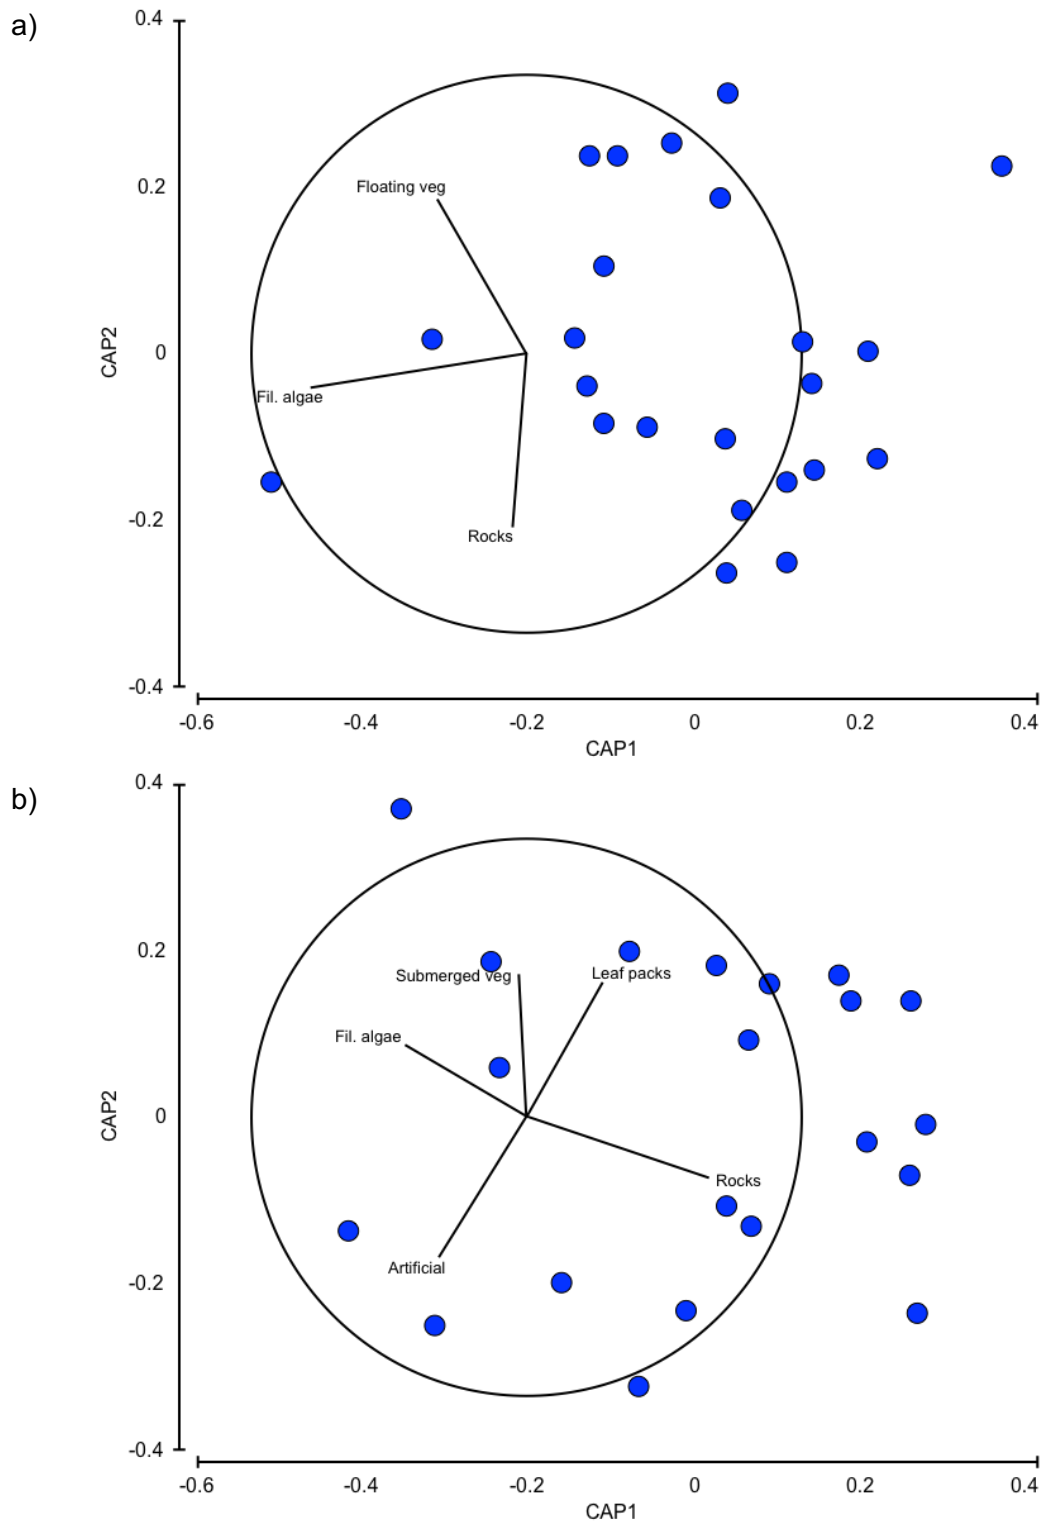 a)
0.4
0.2
0
-0.2
-0.4
CAP2
Floating veg
Fil. algae
Rocks
-0.6 -0.4 -0.2 0 0.2 0.4
CAP1
b)
0.4
0.2
0
-0.2
-0.4
CAP2
Submerged veg
Leaf packs
Fil. algae
Rocks
Artificial
-0.6 -0.4 -0.2 0 0.2 0.4
CAP1